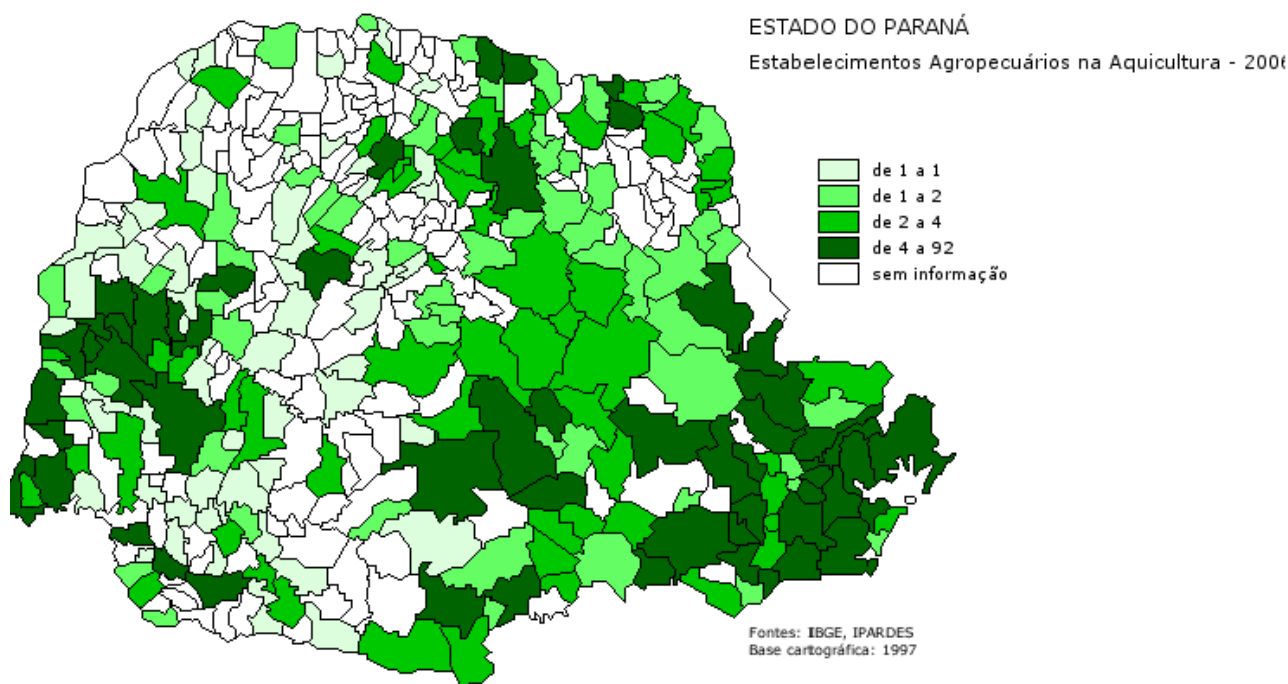 ESTADO DO PARANÁ
Estabelecimentos Agropecuários na Aquicultura - 2006
de 1 a 1
de 1 a 2
de 2 a 4
de 4 a 92
sem informação
Fontes: IBGE, IPARDES
Base cartográfica: 1997